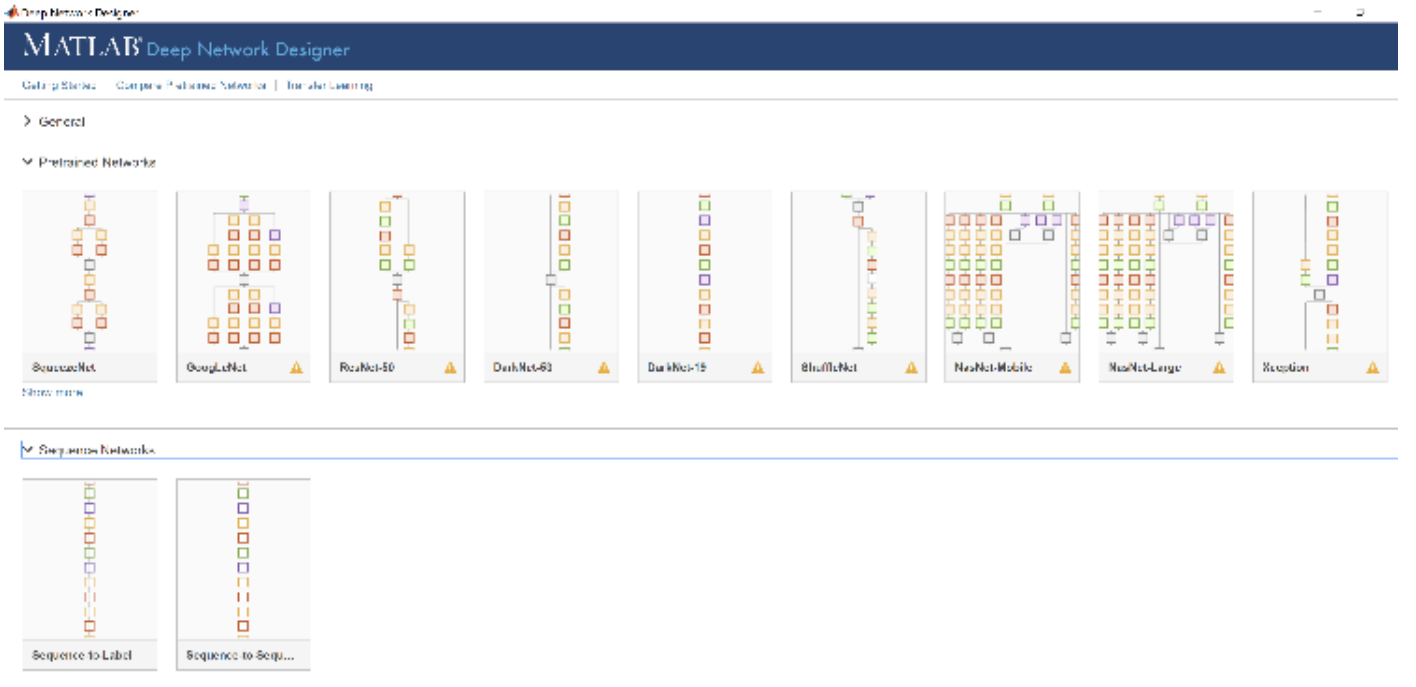 Deep Network Designer
MATLAB® Deep Network Designer
Getting Started Compare Pretrained Networks | Transfer Learning
General
Pretrained Networks
SqueezeNet GoogLeNet ResNet-50 DarkNet-53 DarkNet-19 ShuffleNet NasNet-Mobile NasNet-Large Xception
Show more
Sequence Networks
Sequence-to-Label Sequence-to-Sequ...